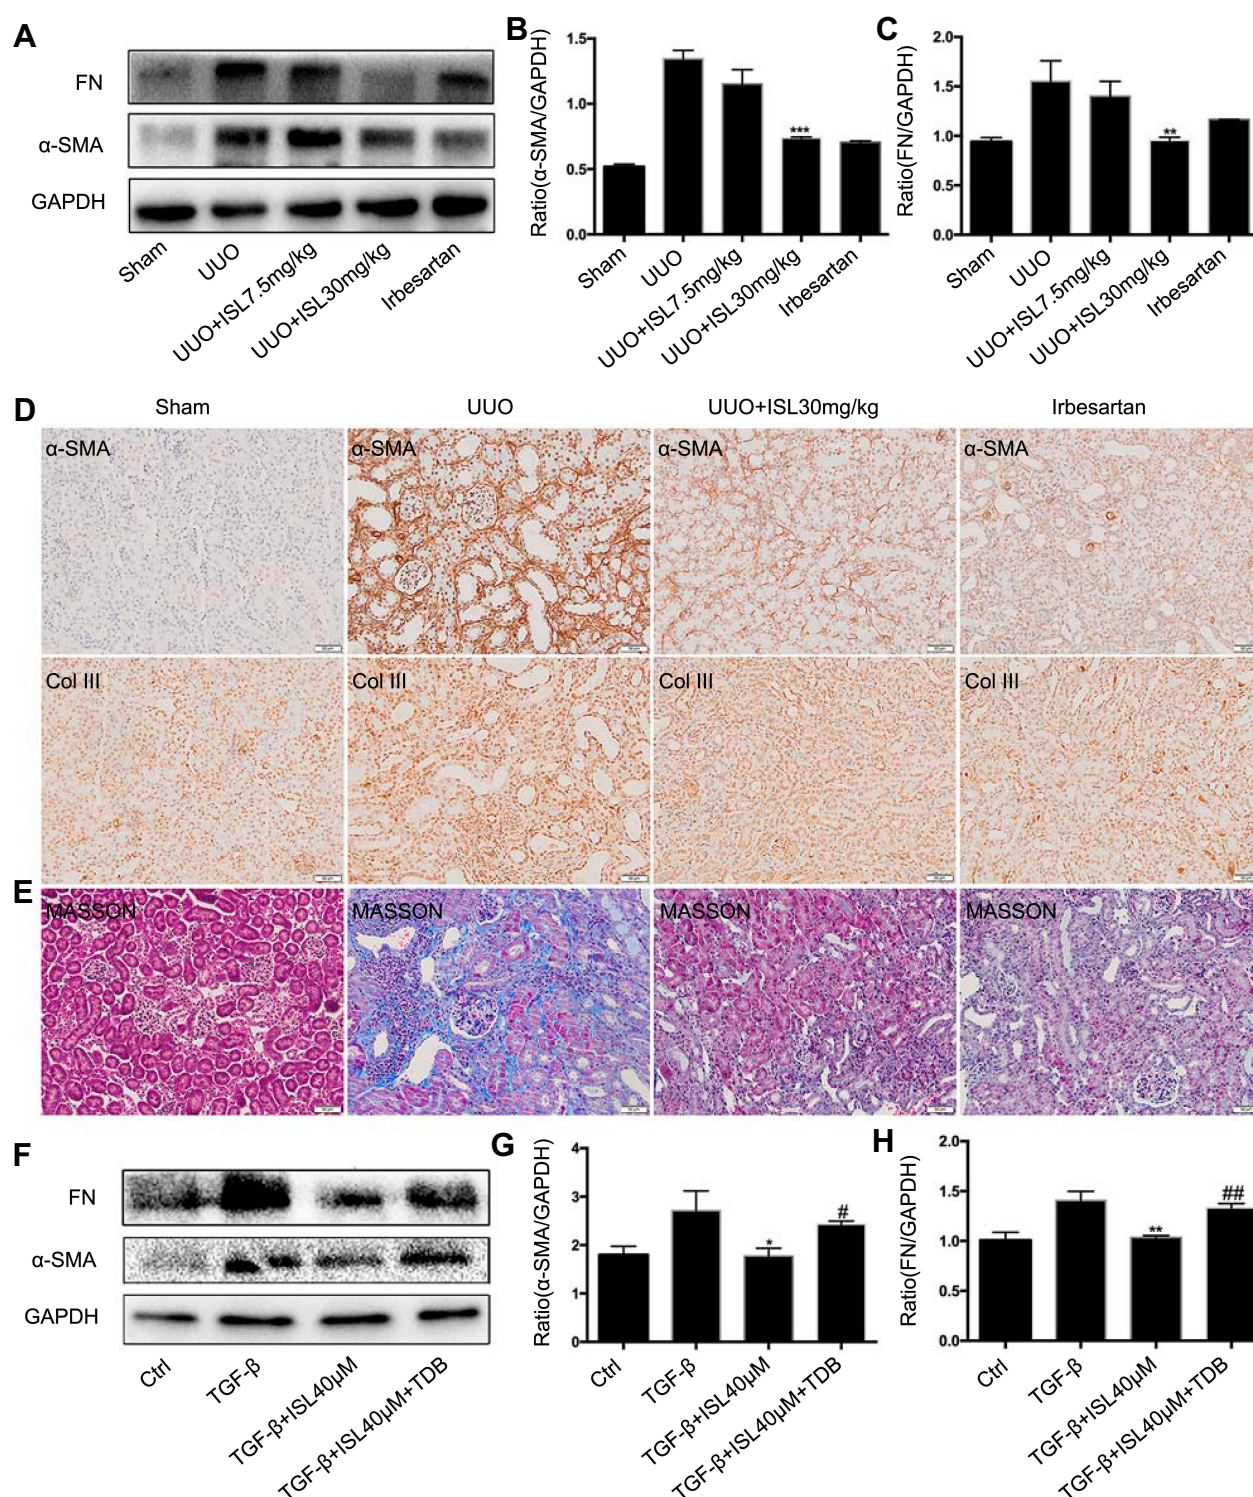 A
FN
α-SMA
GAPDH
Sham
UUO
UUO+ISL7.5mg/kg
UUO+ISL30mg/kg
Irbesartan
B
Ratio(α-SMA/GAPDH)
1.5
1.0
0.5
0.0
***
Sham
UUO
UUO+ISL7.5mg/kg
UUO+ISL30mg/kg
Irbesartan
C
Ratio(FN/GAPDH)
2.0
1.5
1.0
0.5
0.0
**
Sham
UUO
UUO+ISL7.5mg/kg
UUO+ISL30mg/kg
Irbesartan
D
Sham UUO UUO+ISL30mg/kg Irbesartan
α-SMA α-SMA α-SMA α-SMA
Col III Col III Col III Col III
E
MASSON MASSON MASSON MASSON
F
FN
α-SMA
GAPDH
Ctrl
TGF-β
TGF-β+ISL40μM
TGF-β+ISL40μM+TDB
G
Ratio(α-SMA/GAPDH)
4
3
2
1
0
*
#
Ctrl
TGF-β
TGF-β+ISL40μM
TGF-β+ISL40μM+TDB
H
Ratio(FN/GAPDH)
2.0
1.5
1.0
0.5
0.0
**
##
Ctrl
TGF-β
TGF-β+ISL40μM
TGF-β+ISL40μM+TDB